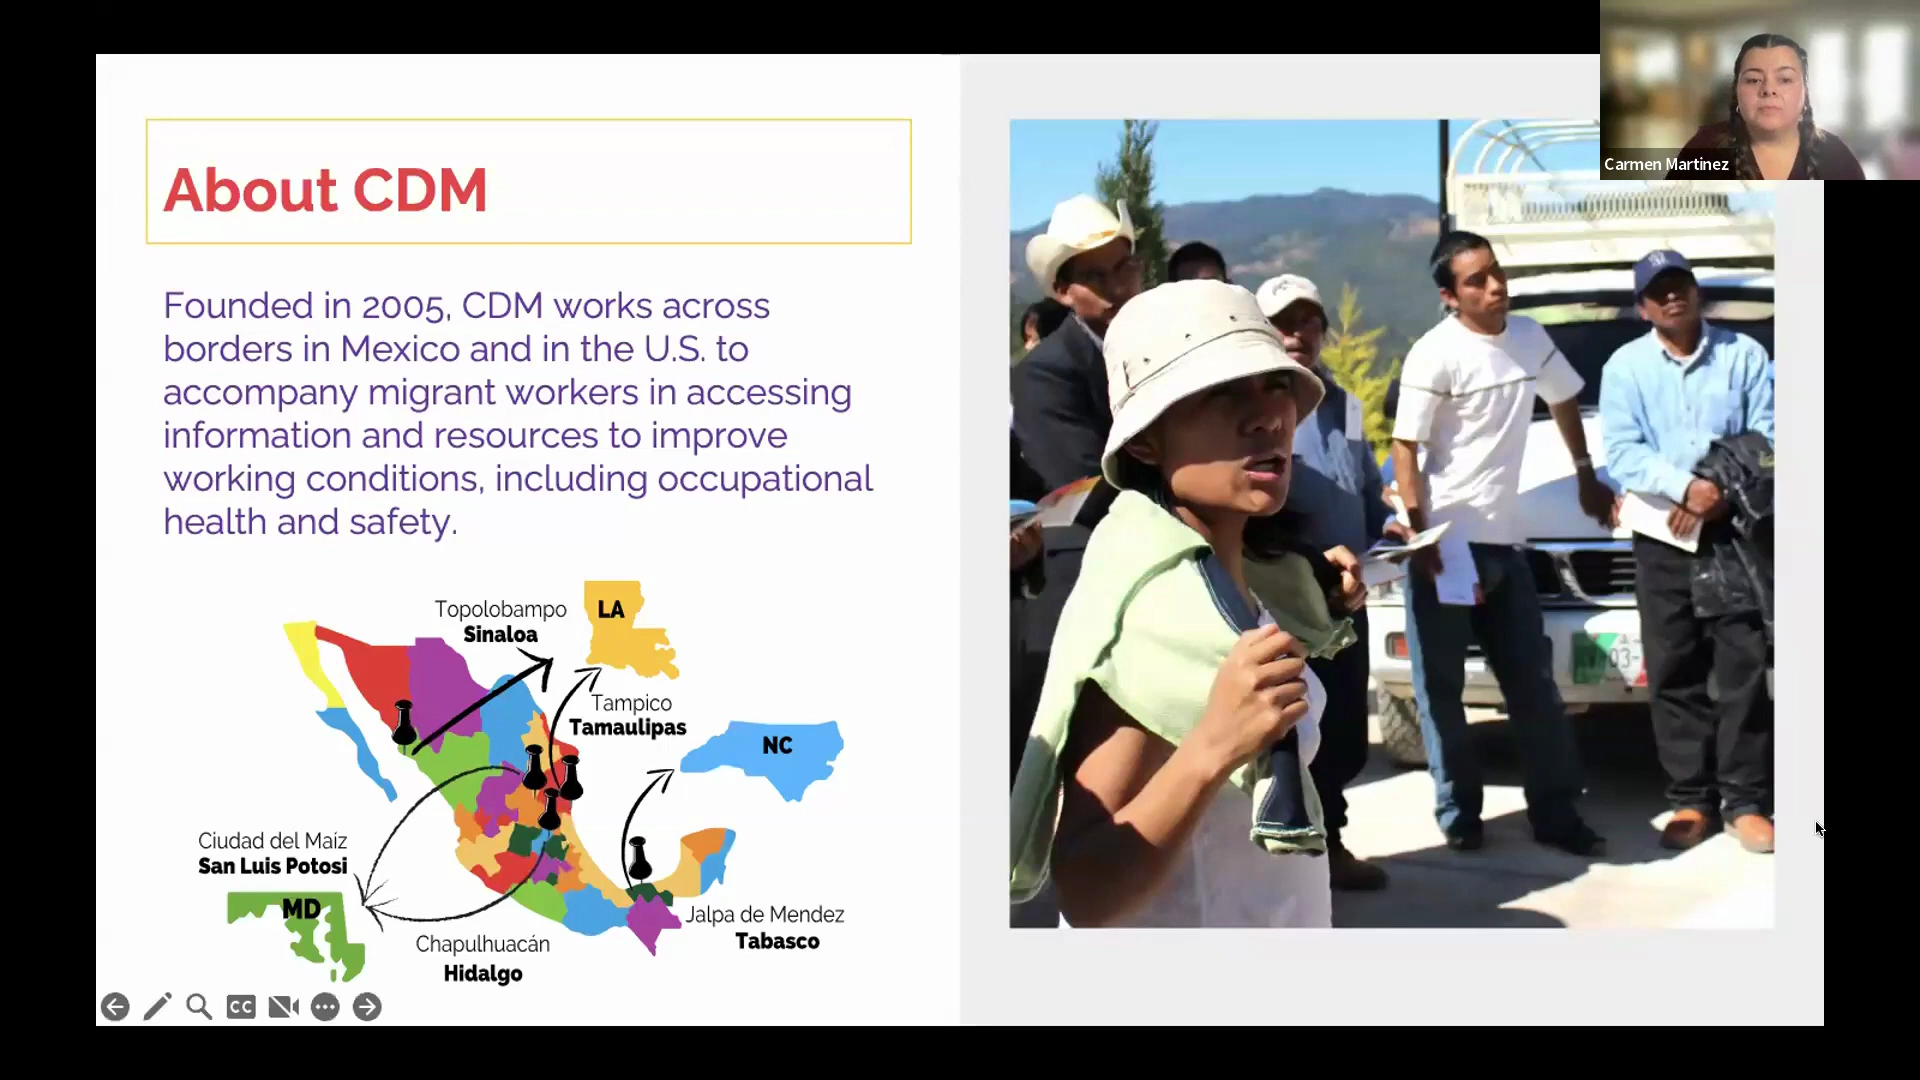 Carmen Martinez
About CDM
Founded in 2005, CDM works across
borders in Mexico and in the U.S. to
accompany migrant workers in accessing
information and resources to improve
working conditions, including occupational
health and safety.
Topolobampo
Sinaloa
LA
Tampico
Tamaulipas
NC
Ciudad del Maíz
San Luis Potosi
MD
Chapulhuacán
Hidalgo
Jalpa de Mendez
Tabasco
CC